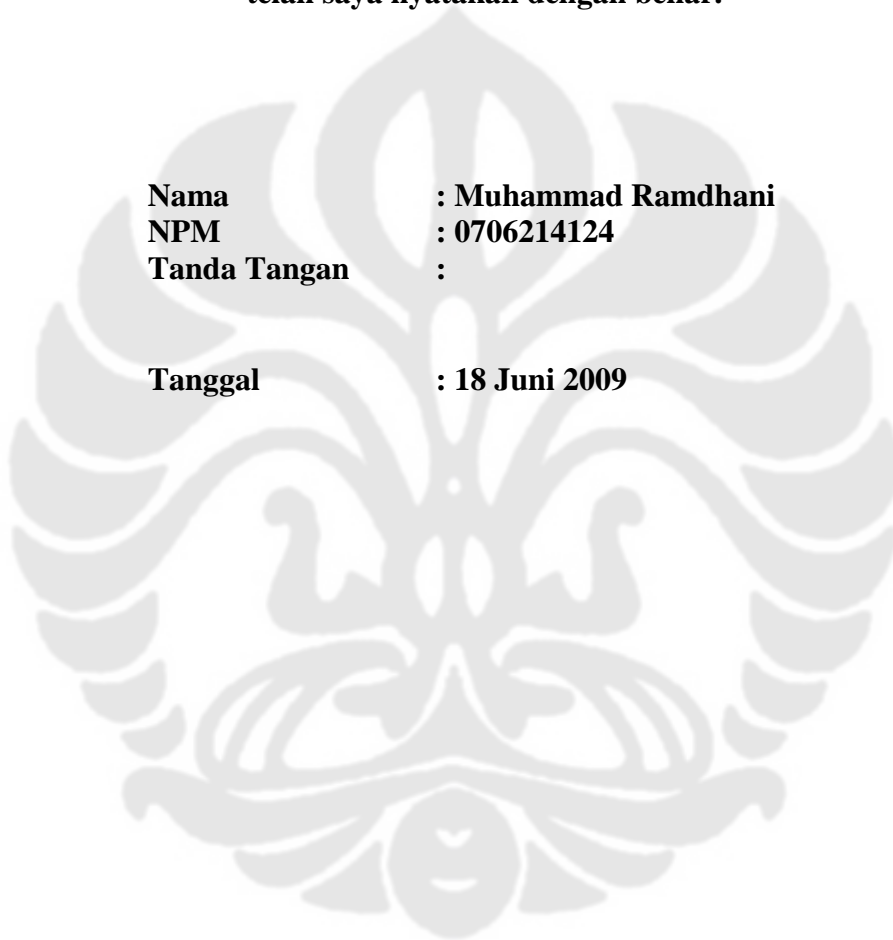 telah saya nyatakan dengan benar.
Nama : Muhammad Ramdhani
NPM : 0706214124
Tanda Tangan :
Tanggal : 18 Juni 2009